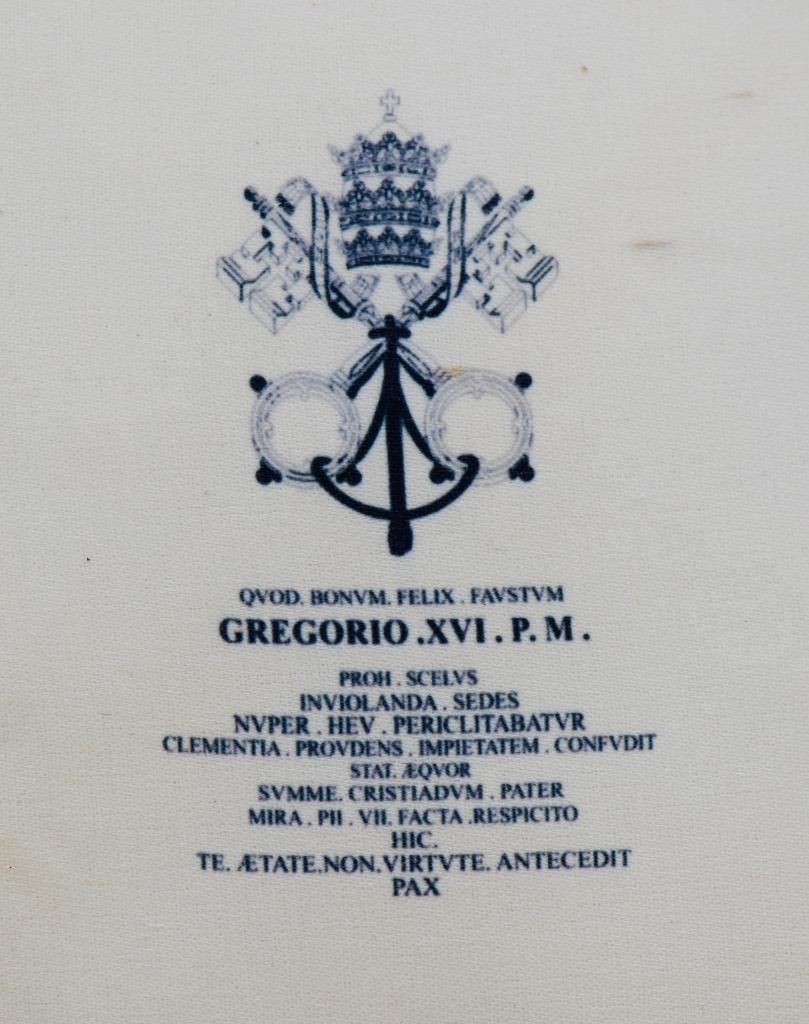 QVOD. BONVM. FELIX . FAVSTVM
GREGORIO .XVI . P. M .
PROH . SCELVS
INVIOLANDA . SEDES
NVPER . HEV . PERICLITABATVR
CLEMENTIA . PROVDENS . IMPIETATEM . CONFVDIT
STAT. ÆQVOR
SVMME. CRISTIADVM . PATER
MIRA . PII . VII. FACTA .RESPICITO
HIC.
TE. ÆTATE.NON.VIRTVTE. ANTECEDIT
PAX